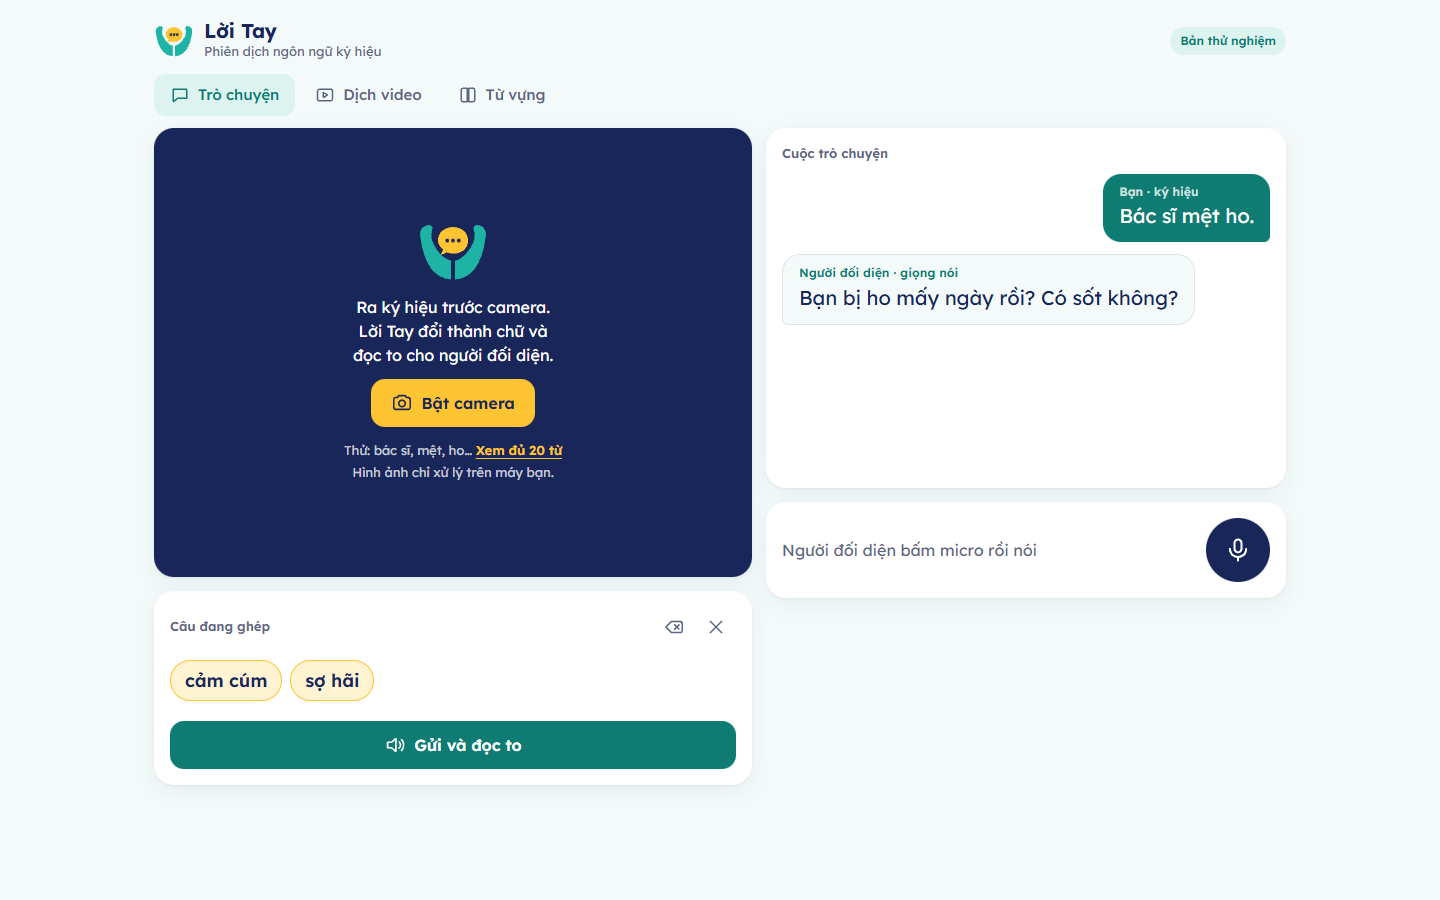 Lời Tay
Phiên dịch ngôn ngữ ký hiệu
Bản thử nghiệm
Trò chuyện
Dịch video
Từ vựng
Ra ký hiệu trước camera.
Lời Tay đổi thành chữ và
đọc to cho người đối diện.
Bật camera
Thử: bác sĩ, mệt, ho... Xem đủ 20 từ
Hình ảnh chỉ xử lý trên máy bạn.
Câu đang ghép
cảm cúm
sợ hãi
Gửi và đọc to
Cuộc trò chuyện
Bạn · ký hiệu
Bác sĩ mệt ho.
Người đối diện · giọng nói
Bạn bị ho mấy ngày rồi? Có sốt không?
Người đối diện bấm micro rồi nói